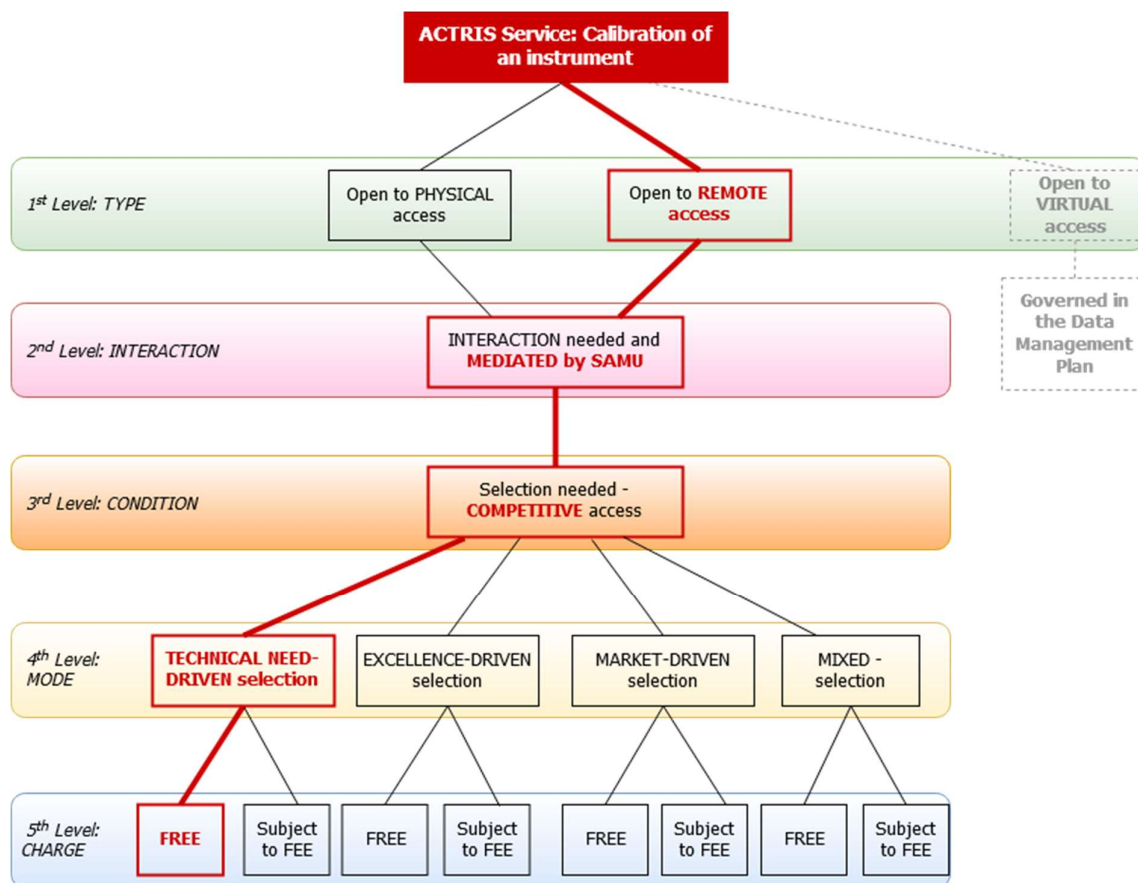 ACTRIS Service: Calibration of
an instrument
1st Level: TYPE
Open to PHYSICAL
access
Open to REMOTE
access
Open to
VIRTUAL
access
2nd Level: INTERACTION
INTERACTION needed and
MEDIATED by SAMU
Governed in
the Data
Management
Plan
3rd Level: CONDITION
Selection needed -
COMPETITIVE access
4th Level:
MODE
TECHNICAL NEED-
DRIVEN selection
EXCELLENCE-DRIVEN
selection
MARKET-DRIVEN
selection
MIXED -
selection
5th Level:
CHARGE
FREE
Subject
to FEE
FREE
Subject
to FEE
FREE
Subject
to FEE
FREE
Subject
to FEE